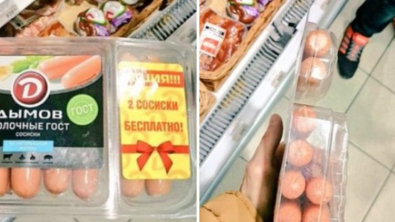 АКЦИЯ!!!
2 СОСИСКИ
БЕСПЛАТНО!
D
ДЫМОВ
МОЛОЧНЫЕ ГОСТ
СОСИСКИ
ГОСТ